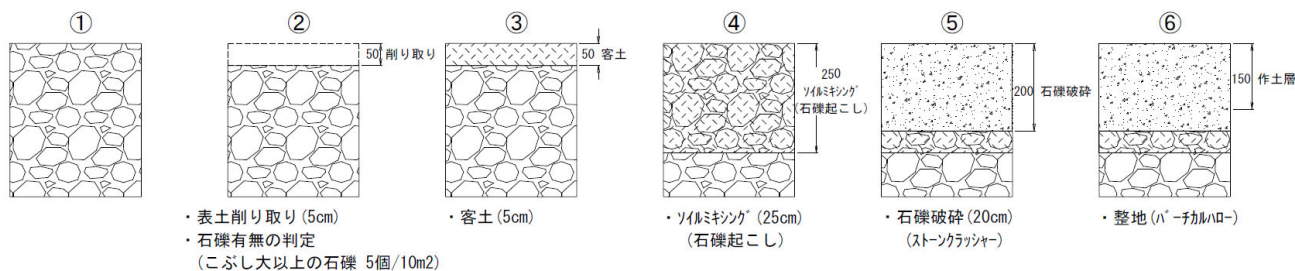 ①
②
③
④
⑤
⑥
50 削り取り
50 客土
250
ｿｲﾙﾐｷｼﾝｸﾞ
(石礫起こし)
200 石礫破砕
150 作土層
・表土削り取り(5cm)
・石礫有無の判定
(こぶし大以上の石礫 5個/10m2)
・客土(5cm)
・ｿｲﾙﾐｷｼﾝｸﾞ(25cm)
(石礫起こし)
・石礫破砕(20cm)
(ｽﾄｰﾝｸﾗｯｼｬｰ)
・整地(ﾊﾞｰﾁｶﾙﾊﾛｰ)